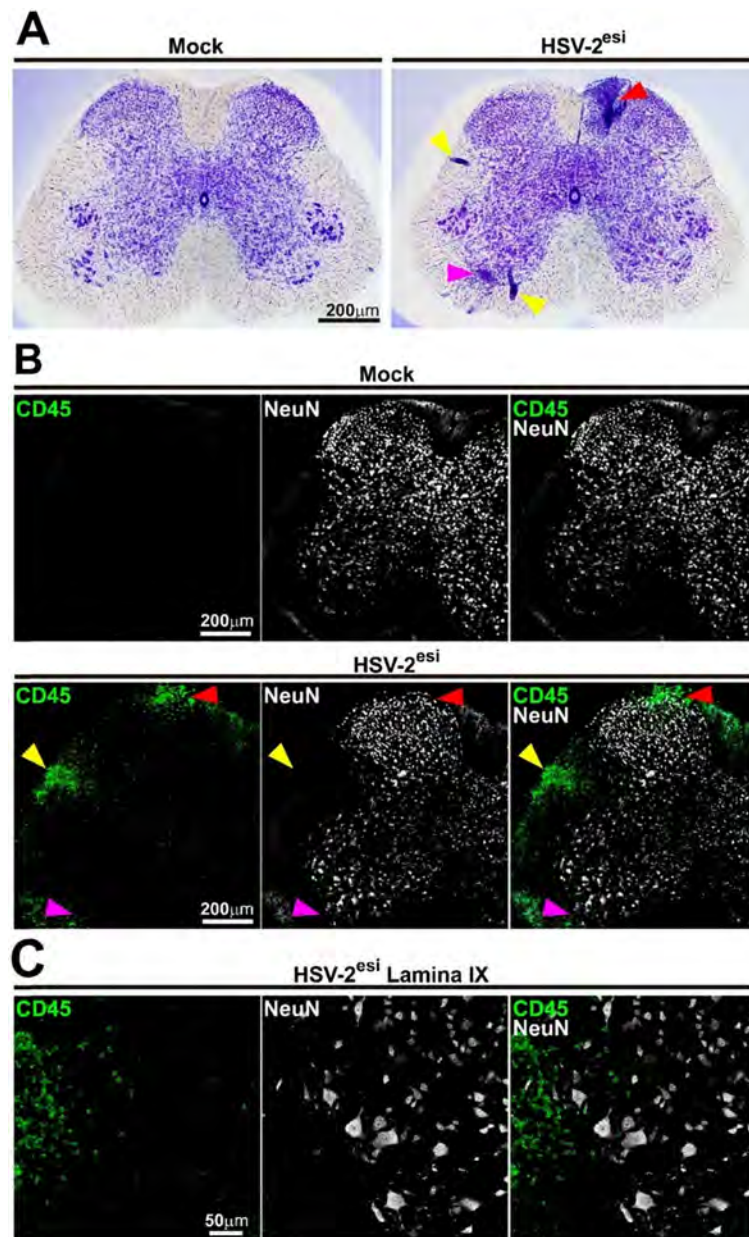 A
Mock
HSV-2esi
200μm
B
Mock
CD45
NeuN
CD45
NeuN
200μm
HSV-2esi
CD45
NeuN
CD45
NeuN
200μm
C
HSV-2esi Lamina IX
CD45
NeuN
CD45
NeuN
50μm